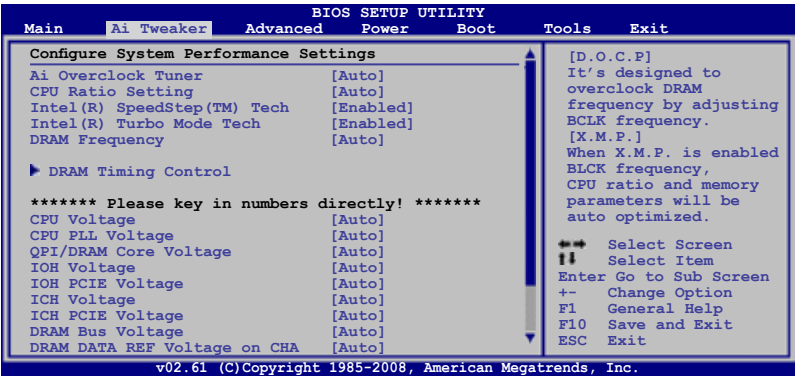 BIOS SETUP UTILITY
Main Ai Tweaker Advanced Power Boot Tools Exit
Configure System Performance Settings
Ai Overclock Tuner [Auto]
CPU Ratio Setting [Auto]
Intel(R) SpeedStep(TM) Tech [Enabled]
Intel(R) Turbo Mode Tech [Enabled]
DRAM Frequency [Auto]
DRAM Timing Control
******* Please key in numbers directly! *******
CPU Voltage [Auto]
CPU PLL Voltage [Auto]
QPI/DRAM Core Voltage [Auto]
IOH Voltage [Auto]
IOH PCIE Voltage [Auto]
ICH Voltage [Auto]
ICH PCIE Voltage [Auto]
DRAM Bus Voltage [Auto]
DRAM DATA REF Voltage on CHA [Auto]
[D.O.C.P]
It's designed to
overclock DRAM
frequency by adjusting
BCLK frequency.
[X.M.P.]
When X.M.P. is enabled
BLCK frequency,
CPU ratio and memory
parameters will be
auto optimized.
Select Screen
Select Item
Enter Go to Sub Screen
+- Change Option
F1 General Help
F10 Save and Exit
ESC Exit
v02.61 (C)Copyright 1985-2008, American Megatrends, Inc.